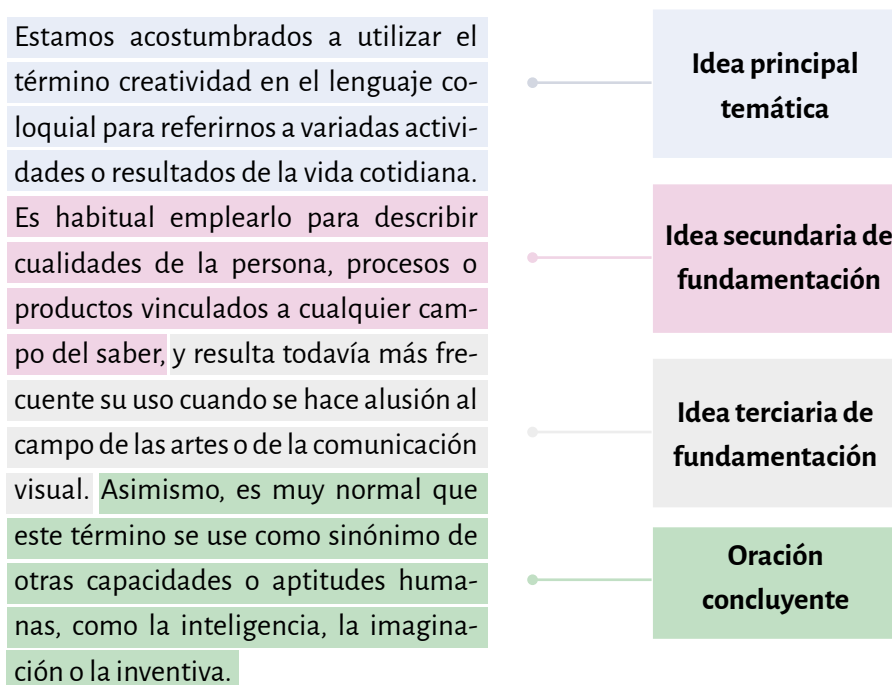 Estamos acostumbrados a utilizar el
término creatividad en el lenguaje co-
loquial para referirnos a variadas activi-
dades o resultados de la vida cotidiana.
Es habitual emplearlo para describir
cualidades de la persona, procesos o
productos vinculados a cualquier cam-
po del saber, y resulta todavía más fre-
cuente su uso cuando se hace alusión al
campo de las artes o de la comunicación
visual. Asimismo, es muy normal que
este término se use como sinónimo de
otras capacidades o aptitudes huma-
nas, como la inteligencia, la imagina-
ción o la inventiva.
Idea principal
temática
Idea secundaria de
fundamentación
Idea terciaria de
fundamentación
Oración
concluyente